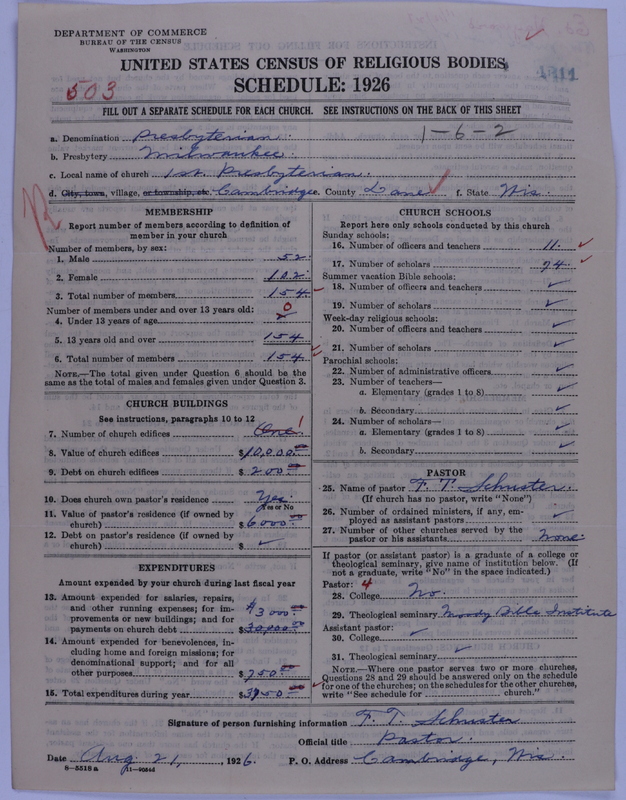 DEPARTMENT OF COMMERCE
BUREAU OF THE CENSUS
WASHINGTON
UNITED STATES CENSUS OF RELIGIOUS BODIES
503
SCHEDULE: 1926
FILL OUT A SEPARATE SCHEDULE FOR EACH CHURCH. SEE INSTRUCTIONS ON THE BACK OF THIS SHEET
a. Denomination Presbyterian
1-6-2
b. Presbytery Milwaukee
c. Local name of church 1st Presbyterian
d. City, town, village, or township, etc. Cambridge. County Dane f. State Wis.
MEMBERSHIP
Report number of members according to definition of
member in your church
Number of members, by sex:
1. Male 52
2. Female 102
3. Total number of members 154
Number of members under and over 13 years old:
0
4. Under 13 years of age
5. 13 years old and over 154
6. Total number of members 154
NOTE.—The total given under Question 6 should be
same as the total of males and females given under Question 3.
CHURCH BUILDINGS
See instructions, paragraphs 10 to 12
7. Number of church edifices One 1
8. Value of church edifices $10,000.00
9. Debt on church edifices $200.00
10. Does church own pastor's residence Yes.
Yes or No
11. Value of pastor's residence (if owned by
church) $6000.00
12. Debt on pastor's residence (if owned by
church) $ ✓
EXPENDITURES
Amount expended by your church during last fiscal year
13. Amount expended for salaries, repairs,
and other running expenses; for im-
provements or new buildings; and for
payments on church debt $3000.00
14. Amount expended for benevolences, in-
cluding home and foreign missions; for
denominational support; and for all
other purposes $750.00
15. Total expenditures during year $3750.00
CHURCH SCHOOLS
Report here only schools conducted by this church
Sunday schools:
16. Number of officers and teachers 11.
17. Number of scholars 74.
Summer vacation Bible schools:
18. Number of officers and teachers ✓
19. Number of scholars ✓
Week-day religious schools:
20. Number of officers and teachers ✓
21. Number of scholars ✓
Parochial schools:
22. Number of administrative officers ✓
23. Number of teachers—
a. Elementary (grades 1 to 8) ✓
b. Secondary ✓
24. Number of scholars—
a. Elementary (grades 1 to 8) ✓
b. Secondary ✓
PASTOR
25. Name of pastor F. T. Schuster.
(If church has no pastor, write "None")
26. Number of ordained ministers, if any, em-
ployed as assistant pastors ✓
27. Number of other churches served by the
pastor or his assistants None.
If pastor (or assistant pastor) is a graduate of a college or
theological seminary, give name of institution below. (If
not a graduate, write "No" in the space indicated.)
Pastor: 4
28. College No.
29. Theological seminary Moody Bible Institute
Assistant pastor:
30. College ✓
31. Theological seminary ✓
NOTE.—Where one pastor serves two or more churches,
Questions 28 and 29 should be answered only on the schedule
for one of the churches; on the schedules for the other churches,
write "See schedule for church."
Signature of person furnishing information F. T. Schuster
Official title Pastor.
Date Aug 21, 1926. P. O. Address Cambridge, Wis.
8—5518a 11—90544